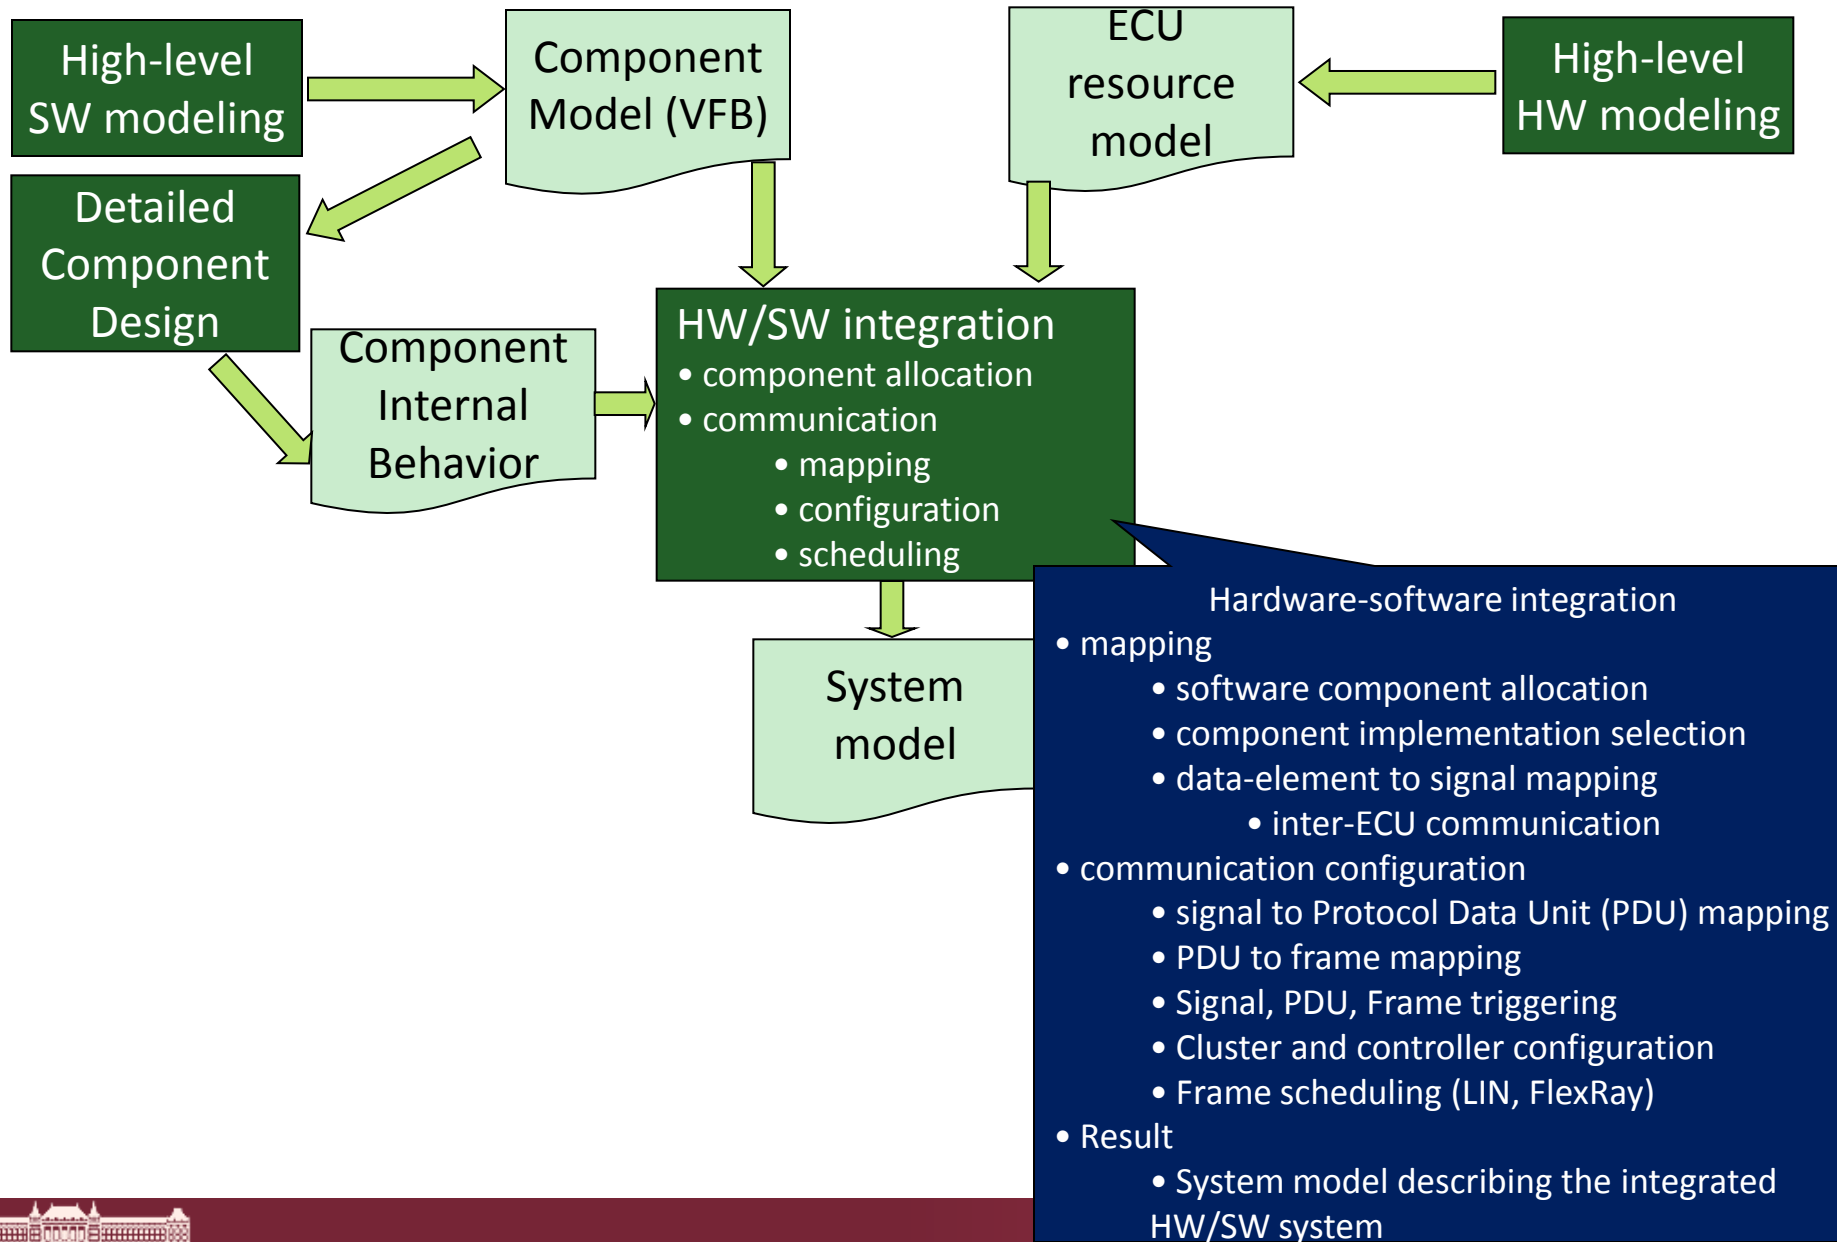 High-level
SW modeling
Component
Model (VFB)
ECU
resource
model
High-level
HW modeling
Detailed
Component
Design
Component
Internal
Behavior
HW/SW integration
• component allocation
• communication
• mapping
• configuration
• scheduling
System
model
Hardware-software integration
• mapping
• software component allocation
• component implementation selection
• data-element to signal mapping
• inter-ECU communication
• communication configuration
• signal to Protocol Data Unit (PDU) mapping
• PDU to frame mapping
• Signal, PDU, Frame triggering
• Cluster and controller configuration
• Frame scheduling (LIN, FlexRay)
• Result
• System model describing the integrated
HW/SW system